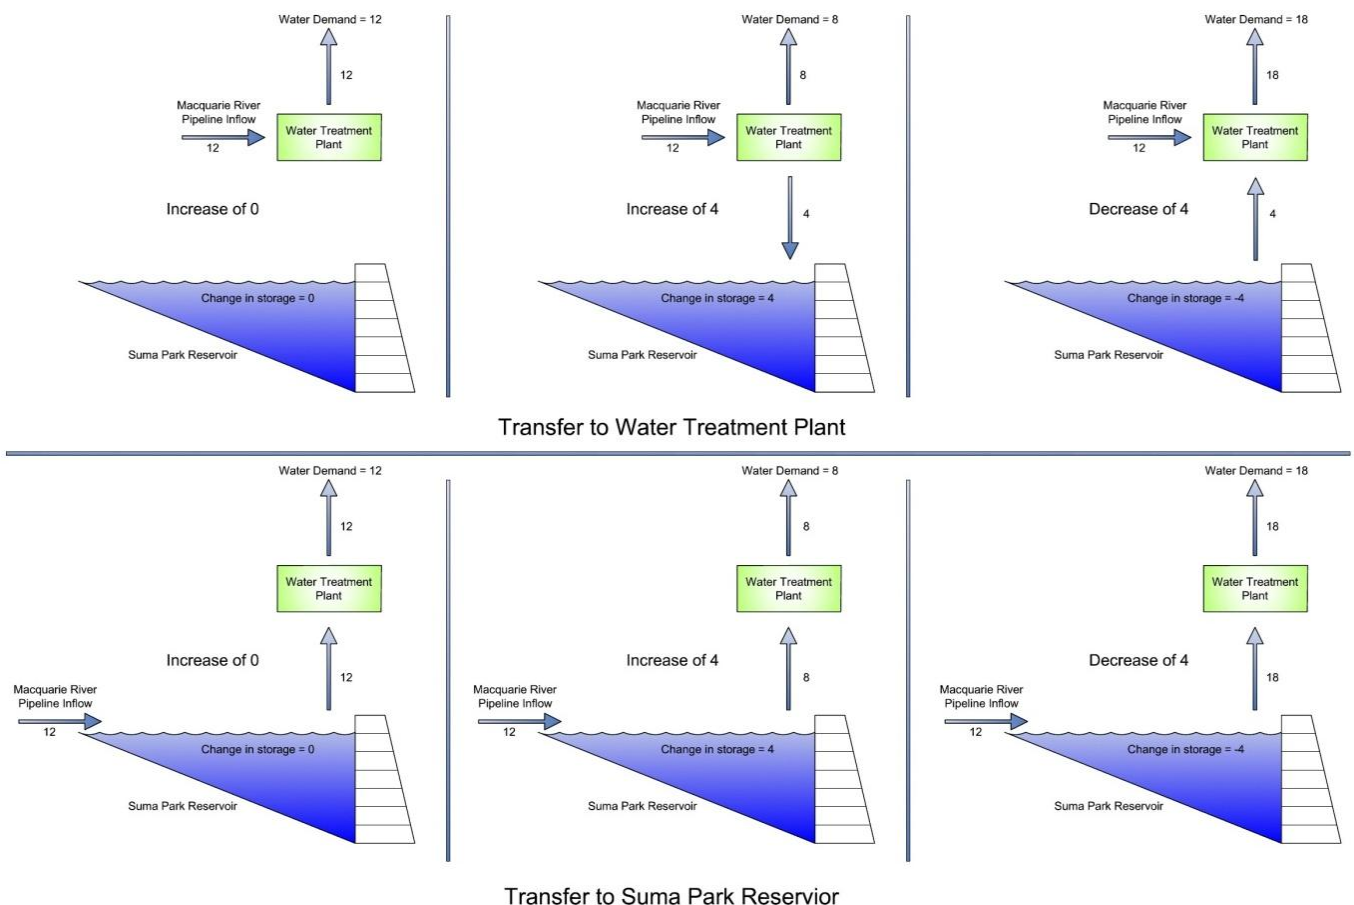 Water Demand = 12
12
Macquarie River
Pipeline Inflow
12
Water Treatment
Plant
Increase of 0
Change in storage = 0
Suma Park Reservoir
Water Demand = 8
8
Macquarie River
Pipeline Inflow
12
Water Treatment
Plant
Increase of 4
4
Change in storage = 4
Suma Park Reservoir
Water Demand = 18
18
Macquarie River
Pipeline Inflow
12
Water Treatment
Plant
Decrease of 4
4
Change in storage = -4
Suma Park Reservoir
Transfer to Water Treatment Plant
Water Demand = 12
12
Water Treatment
Plant
Increase of 0
12
Macquarie River
Pipeline Inflow
12
Change in storage = 0
Suma Park Reservoir
Water Demand = 8
8
Water Treatment
Plant
Increase of 4
8
Macquarie River
Pipeline Inflow
12
Change in storage = 4
Suma Park Reservoir
Water Demand = 18
18
Water Treatment
Plant
Decrease of 4
18
Macquarie River
Pipeline Inflow
12
Change in storage = -4
Suma Park Reservoir
Transfer to Suma Park Reservior